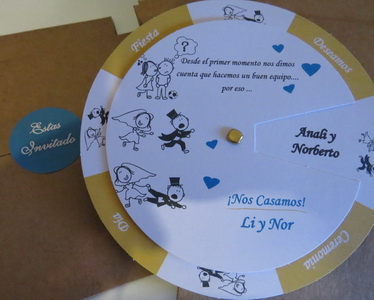 Fiesta
Deseamos
?
Desde el primer momento nos dimos
cuenta que hacemos un buen equipo....
por eso ...
Estas
Invitado
Anali y
Norberto
¡Nos Casamos!
Li y Nor
Día
Ceremonia